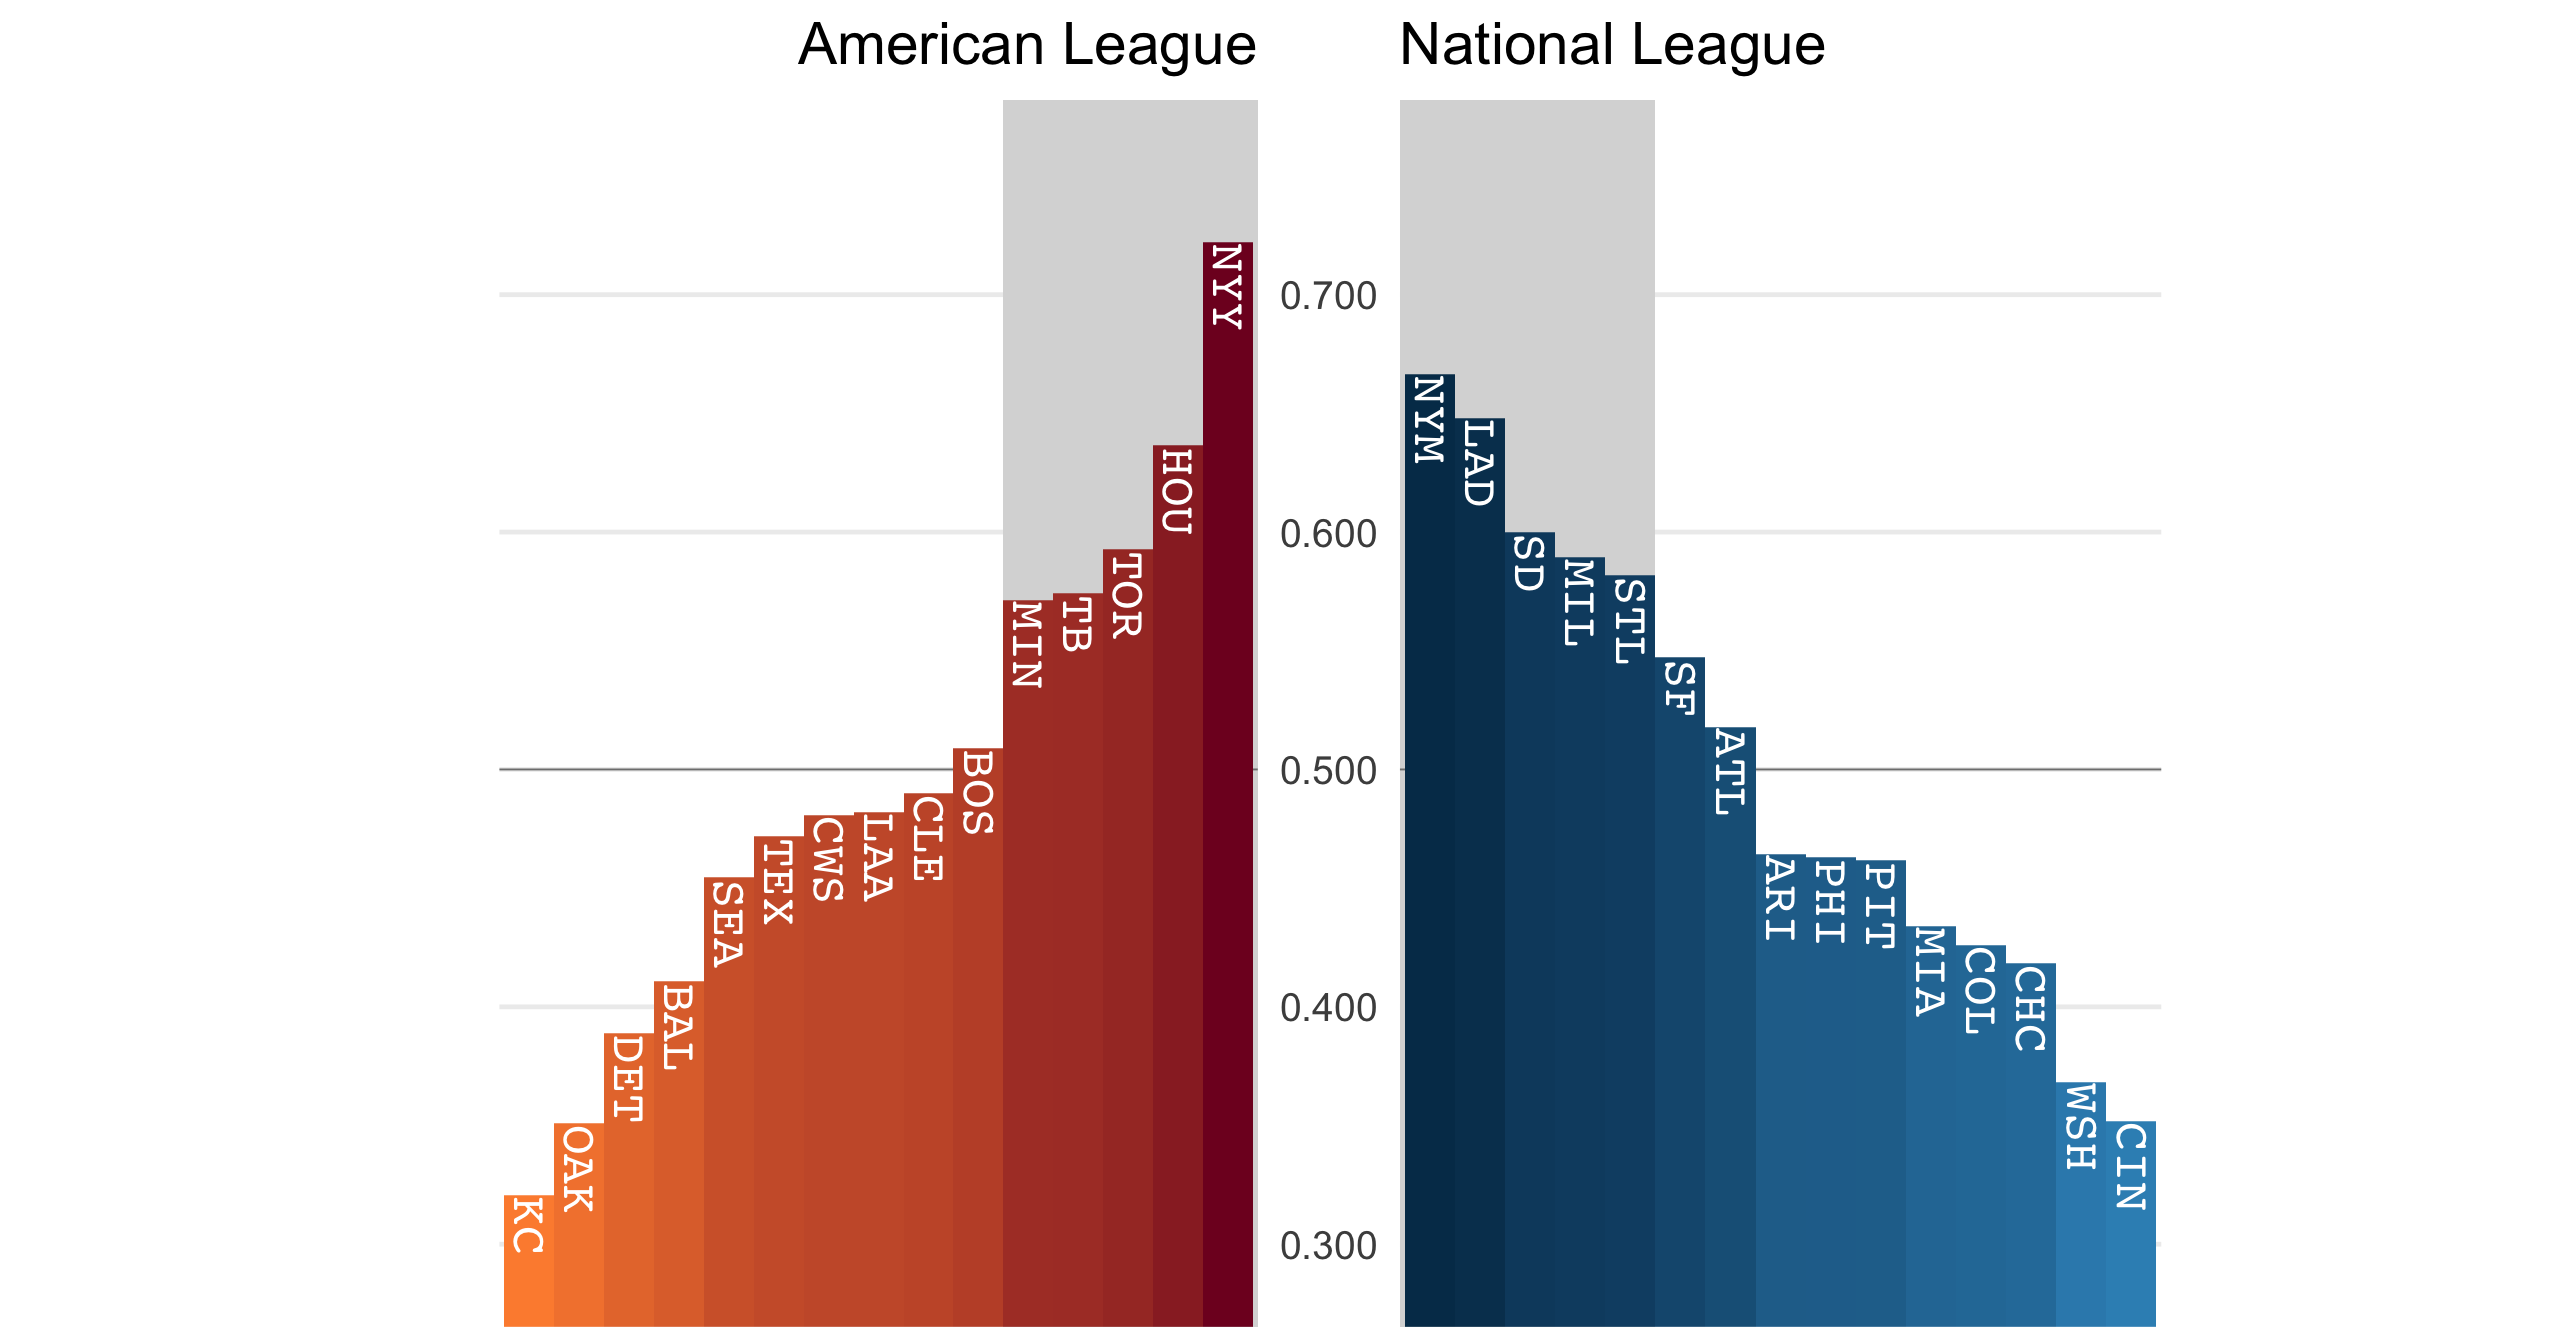 American League
National League
0.700
0.600
0.500
0.400
0.300
KC
OAK
DET
BAL
SEA
TEX
CWS
LAA
CLE
BOS
MIN
TB
TOR
HOU
NYY
NYM
LAD
SD
MIL
STL
SF
ATL
ARI
PHI
PIT
MIA
COL
CHC
WSH
CIN